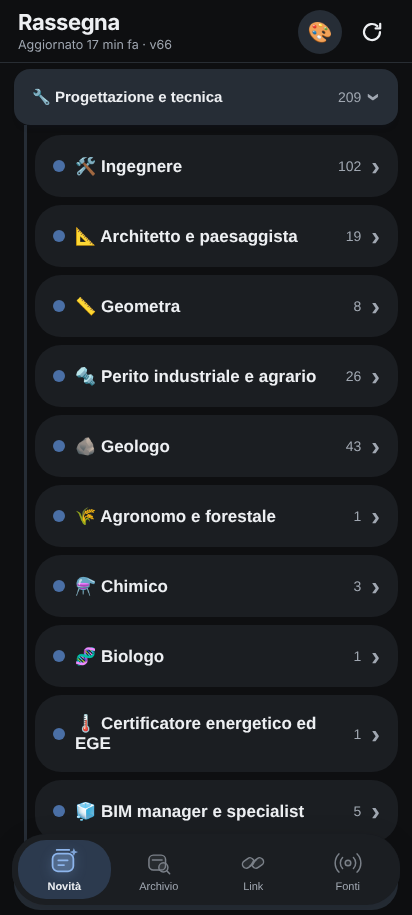 Rassegna
Aggiornato 17 min fa · v66
Progettazione e tecnica 209
Ingegnere 102
Architetto e paesaggista 19
Geometra 8
Perito industriale e agrario 26
Geologo 43
Agronomo e forestale 1
Chimico 3
Biologo 1
Certificatore energetico ed
EGE 1
BIM manager e specialist 5
Novità Archivio Link Fonti